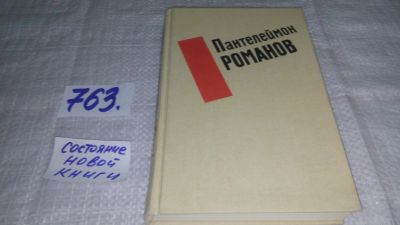 763.
состояние
новой
книги
Пантелеймон
РОМАНОВ